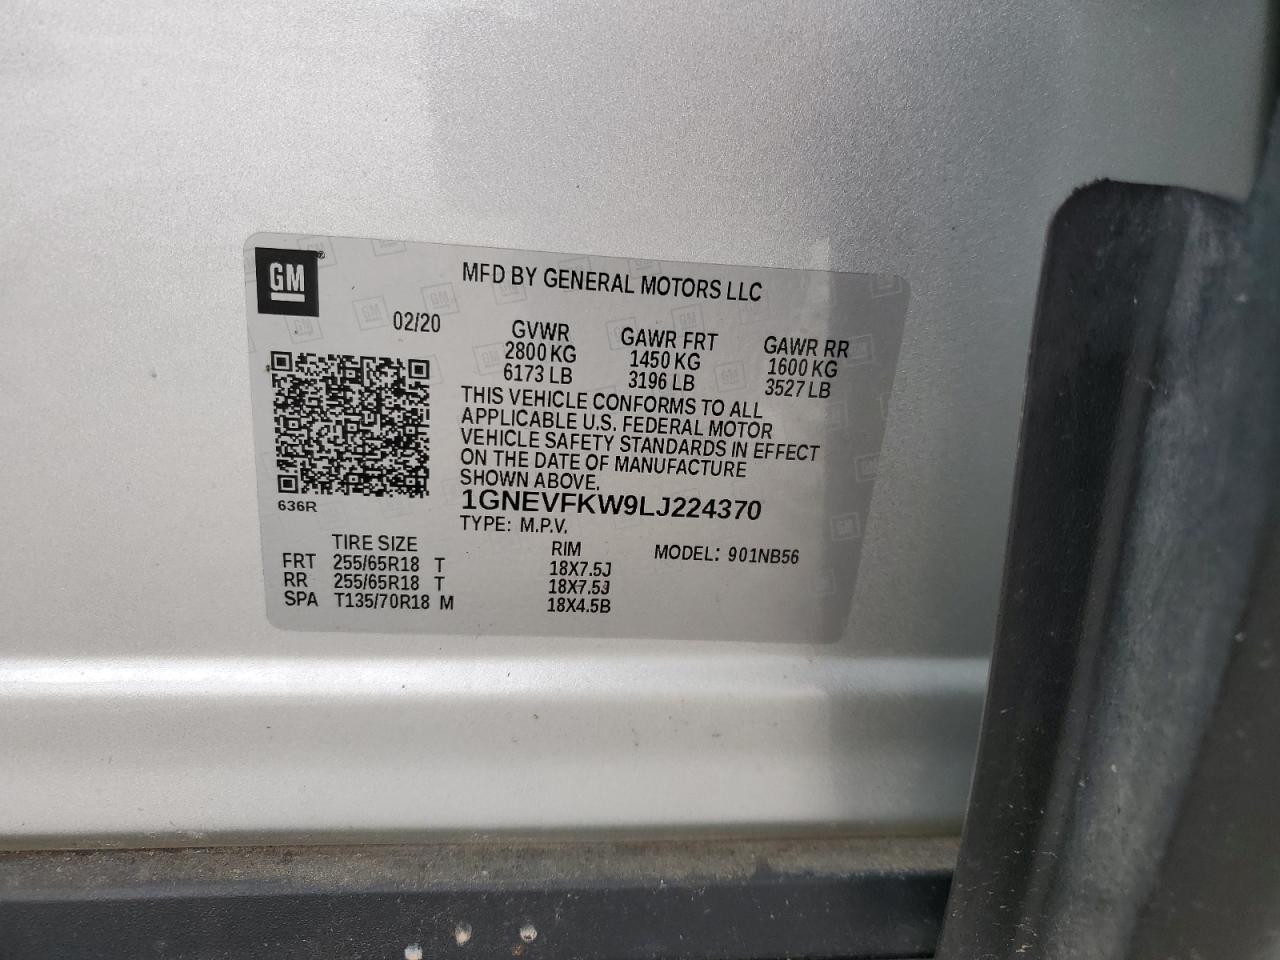 GM
MFD BY GENERAL MOTORS LLC
02/20
GVWR GAWR FRT GAWR RR
2800 KG 1450 KG 1600 KG
6173 LB 3196 LB 3527 LB
THIS VEHICLE CONFORMS TO ALL
APPLICABLE U.S. FEDERAL MOTOR
VEHICLE SAFETY STANDARDS IN EFFECT
ON THE DATE OF MANUFACTURE
SHOWN ABOVE.
1GNEVFKW9LJ224370
636R
TYPE: M.P.V.
TIRE SIZE RIM MODEL: 901NB56
FRT 255/65R18 T 18X7.5J
RR 255/65R18 T 18X7.5J
SPA T135/70R18 M 18X4.5B